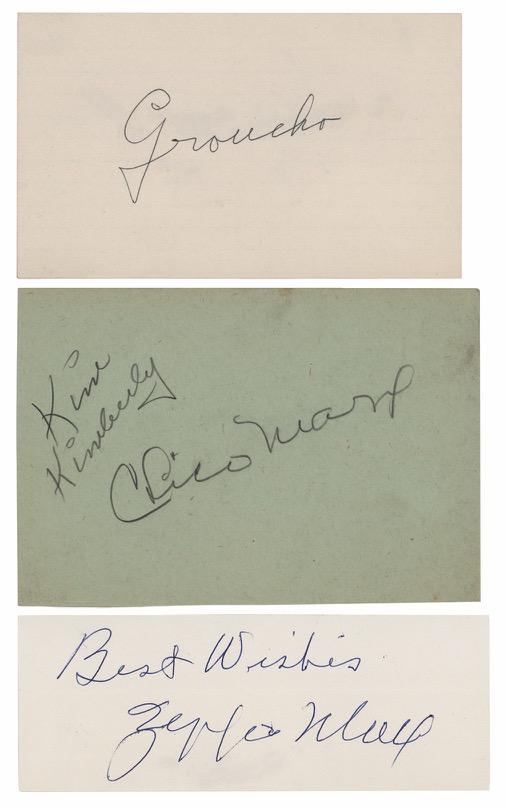 Groucho
Kim
Kimberly
Chico Marx
Best Wishes
Zeppo Marx